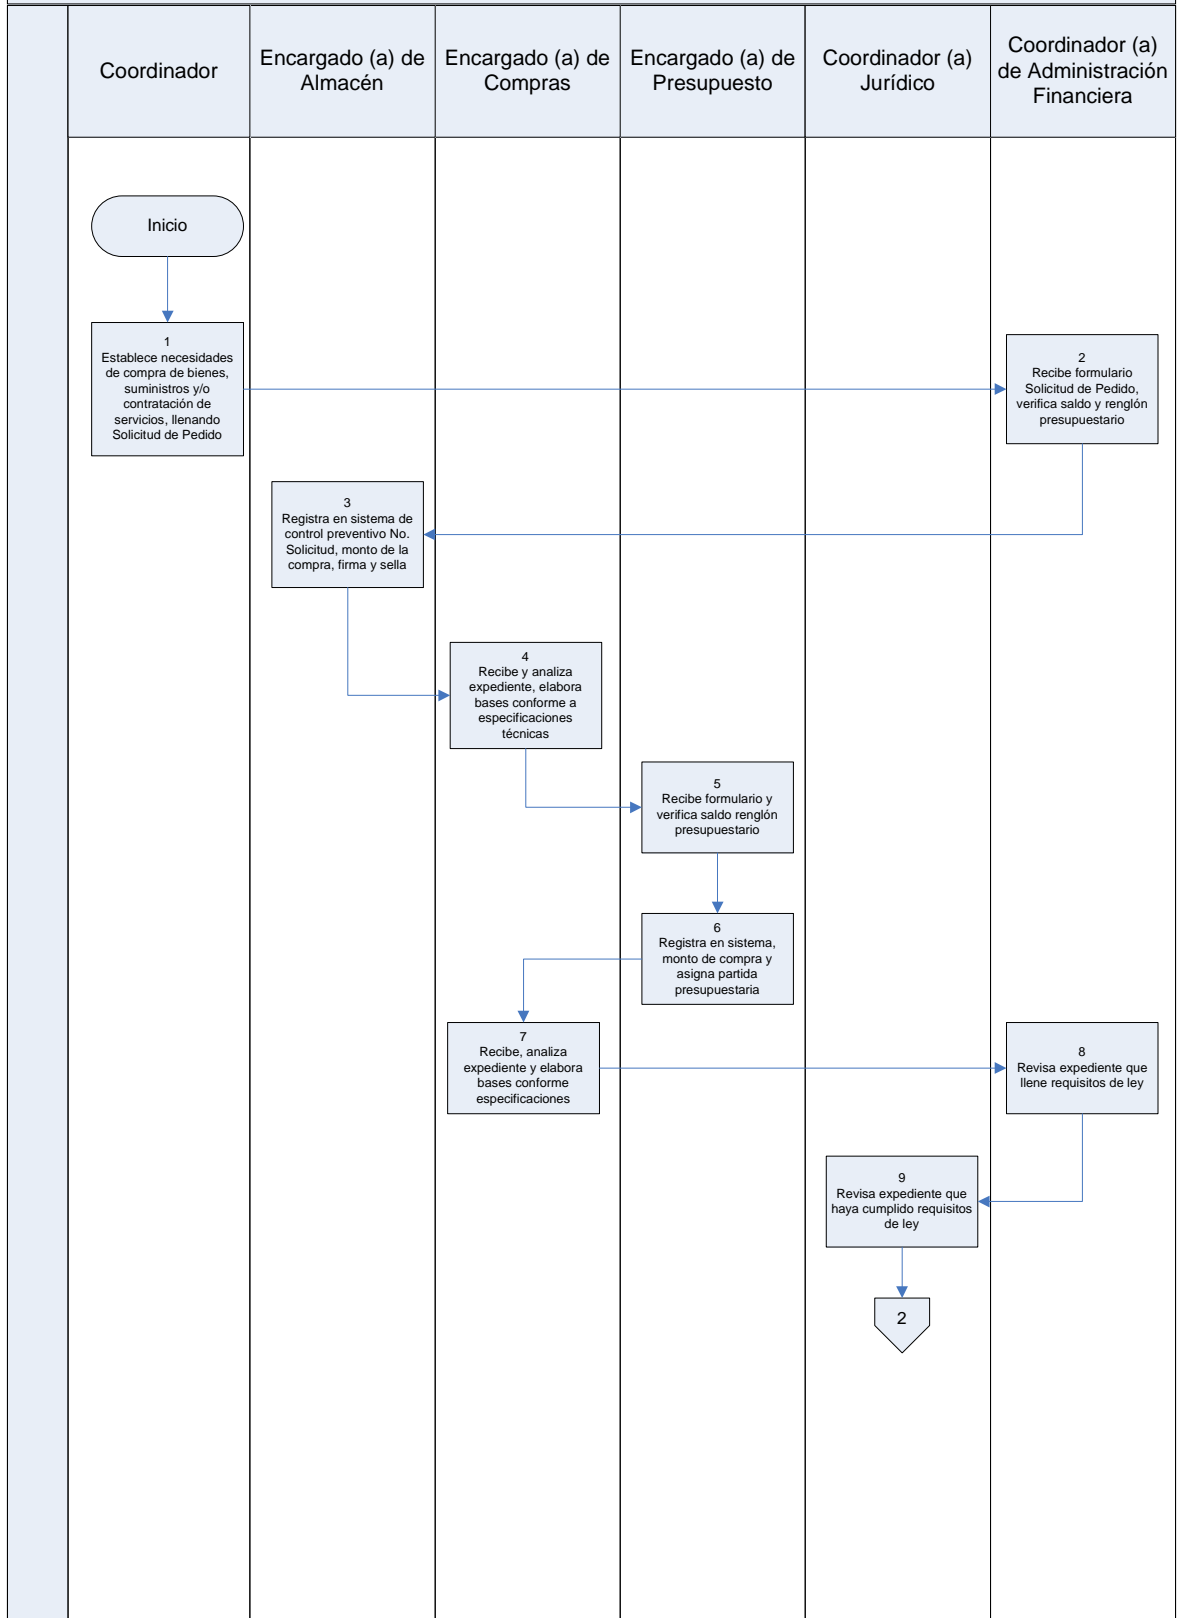 Coordinador
Encargado (a) de
Almacén
Encargado (a) de
Compras
Encargado (a) de
Presupuesto
Coordinador (a)
Jurídico
Coordinador (a)
de Administración
Financiera
Inicio
1
Establece necesidades
de compra de bienes,
suministros y/o
contratación de
servicios, llenando
Solicitud de Pedido
2
Recibe formulario
Solicitud de Pedido,
verifica saldo y renglón
presupuestario
3
Registra en sistema de
control preventivo No.
Solicitud, monto de la
compra, firma y sella
4
Recibe y analiza
expediente, elabora
bases conforme a
especificaciones
técnicas
5
Recibe formulario y
verifica saldo renglón
presupuestario
6
Registra en sistema,
monto de compra y
asigna partida
presupuestaria
7
Recibe, analiza
expediente y elabora
bases conforme
especificaciones
8
Revisa expediente que
llene requisitos de ley
9
Revisa expediente que
haya cumplido requisitos
de ley
2